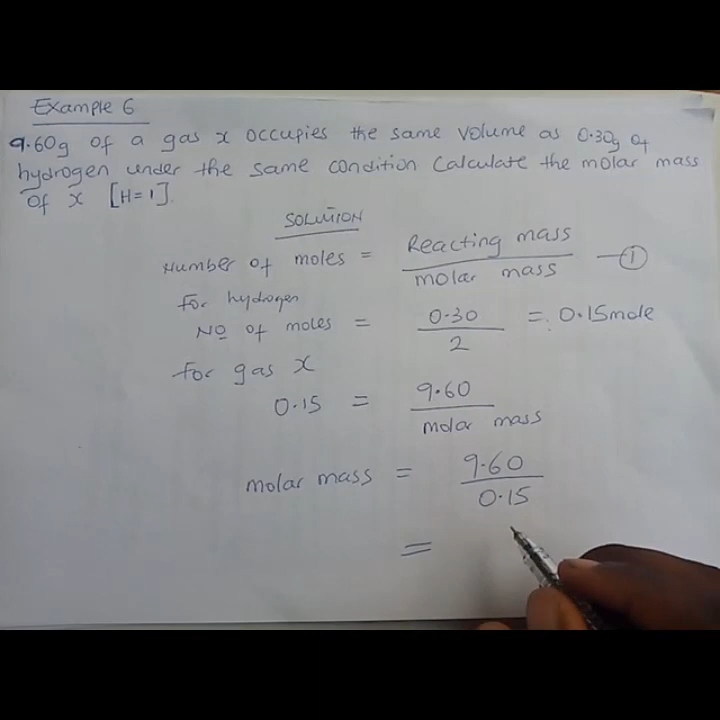 Example 6
9.60g of a gas x occupies the same volume as 0.30g of
hydrogen under the same condition Calculate the molar mass
of x [H=1].
SOLUTION
Number of moles = Reacting mass / molar mass — ①
for hydrogen
No of moles = 0.30 / 2 = 0.15mole
for gas x
0.15 = 9.60 / molar mass
molar mass = 9.60 / 0.15
=